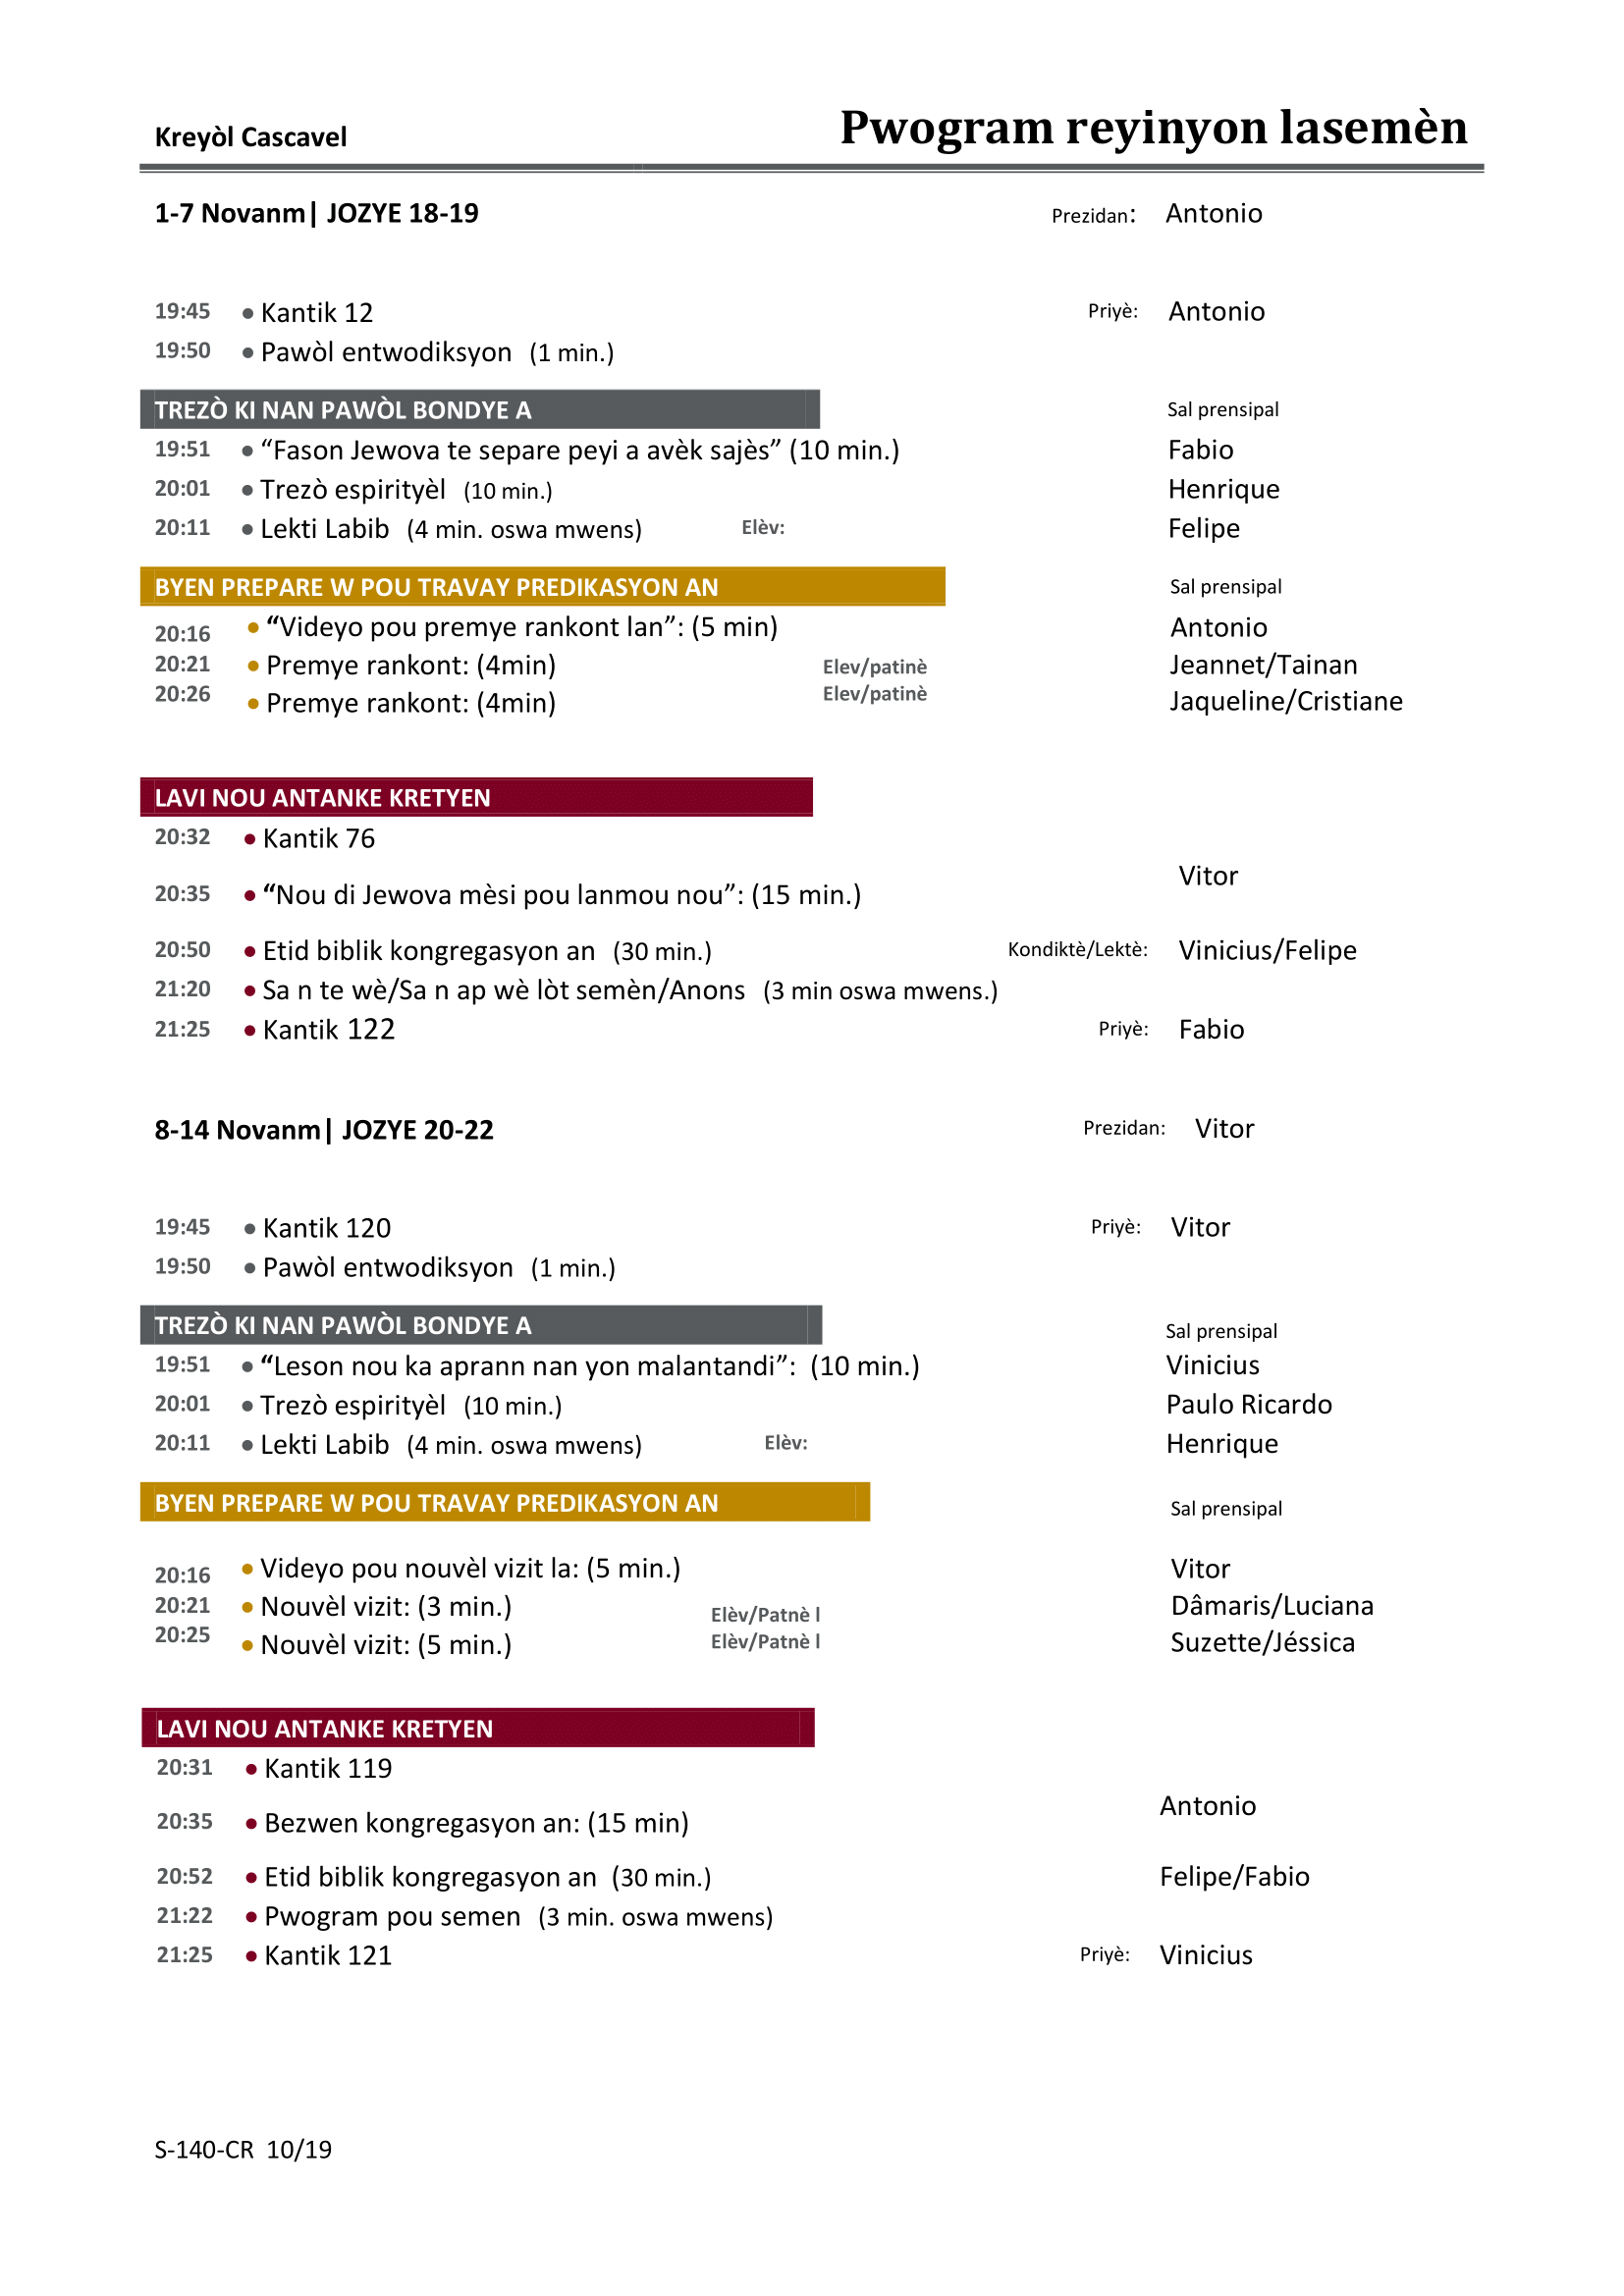 Kreyòl Cascavel Pwogram reyinyon lasemèn
1-7 Novanm| JOZYE 18-19 Prezidan: Antonio
19:45 • Kantik 12 Priyè: Antonio
19:50 • Pawòl entwodiksyon (1 min.)
TREZÒ KI NAN PAWÒL BONDYE A Sal prensipal
19:51 • “Fason Jewova te separe peyi a avèk sajès” (10 min.) Fabio
20:01 • Trezò espirityèl (10 min.) Henrique
20:11 • Lekti Labib (4 min. oswa mwens) Elèv: Felipe
BYEN PREPARE W POU TRAVAY PREDIKASYON AN Sal prensipal
20:16 • “Videyo pou premye rankont lan”: (5 min) Antonio
20:21 • Premye rankont: (4min) Elev/patinè Jeannet/Tainan
20:26 • Premye rankont: (4min) Elev/patinè Jaqueline/Cristiane
LAVI NOU ANTANKE KRETYEN
20:32 • Kantik 76
20:35 • “Nou di Jewova mèsi pou lanmou nou”: (15 min.) Vitor
20:50 • Etid biblik kongregasyon an (30 min.) Kondiktè/Lektè: Vinicius/Felipe
21:20 • Sa n te wè/Sa n ap wè lòt semèn/Anons (3 min oswa mwens.)
21:25 • Kantik 122 Priyè: Fabio
8-14 Novanm| JOZYE 20-22 Prezidan: Vitor
19:45 • Kantik 120 Priyè: Vitor
19:50 • Pawòl entwodiksyon (1 min.)
TREZÒ KI NAN PAWÒL BONDYE A Sal prensipal
19:51 • “Leson nou ka aprann nan yon malantandi”: (10 min.) Vinicius
20:01 • Trezò espirityèl (10 min.) Paulo Ricardo
20:11 • Lekti Labib (4 min. oswa mwens) Elèv: Henrique
BYEN PREPARE W POU TRAVAY PREDIKASYON AN Sal prensipal
20:16 • Videyo pou nouvèl vizit la: (5 min.) Vitor
20:21 • Nouvèl vizit: (3 min.) Elèv/Patnè l Dâmaris/Luciana
20:25 • Nouvèl vizit: (5 min.) Elèv/Patnè l Suzette/Jéssica
LAVI NOU ANTANKE KRETYEN
20:31 • Kantik 119
20:35 • Bezwen kongregasyon an: (15 min) Antonio
20:52 • Etid biblik kongregasyon an (30 min.) Felipe/Fabio
21:22 • Pwogram pou semen (3 min. oswa mwens)
21:25 • Kantik 121 Priyè: Vinicius
S-140-CR 10/19